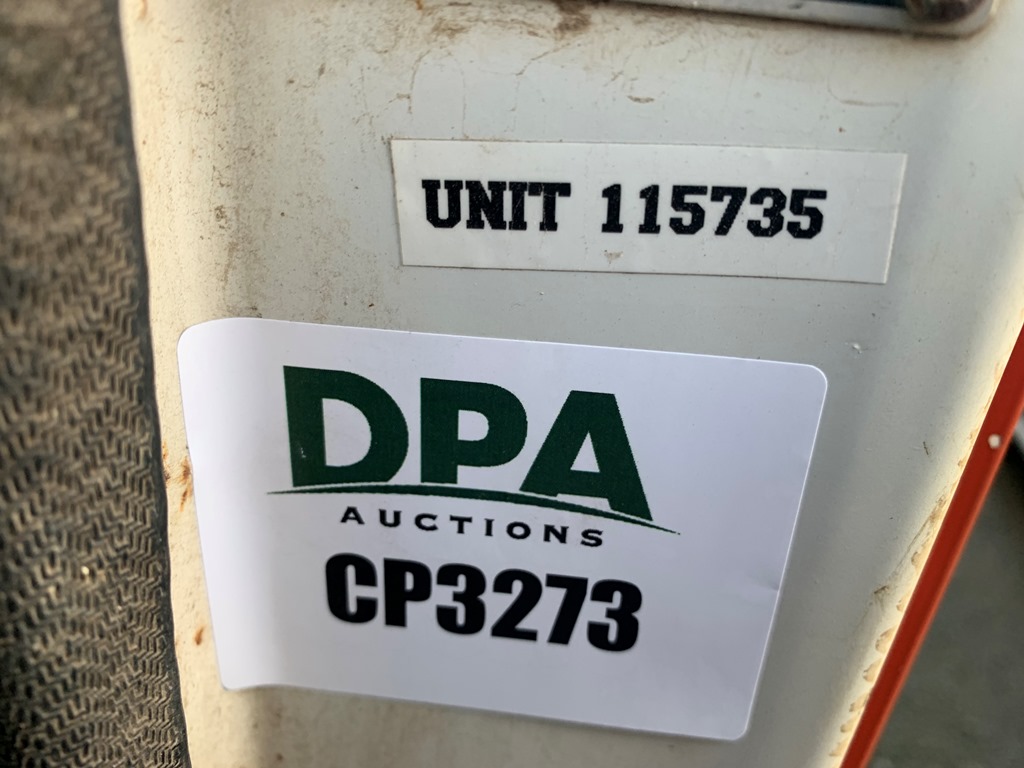 UNIT 115735
DPA
AUCTIONS
CP3273